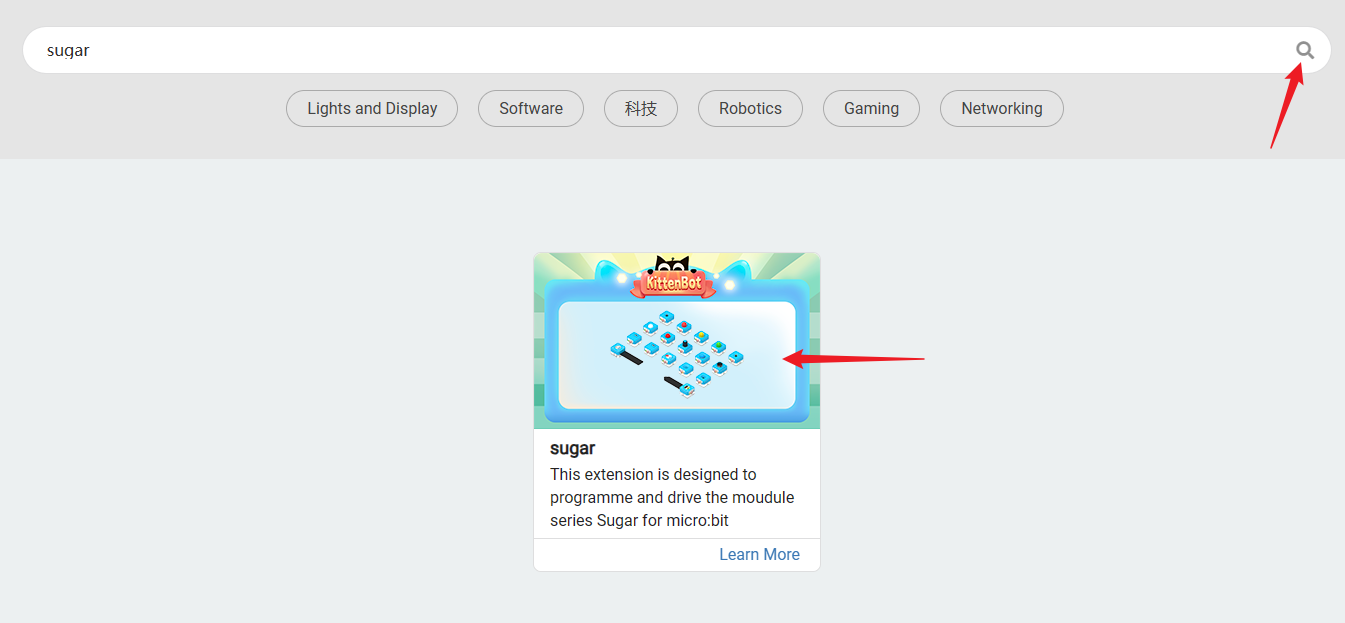 sugar
Lights and Display
Software
科技
Robotics
Gaming
Networking
KittenBot
sugar
This extension is designed to
programme and drive the moudule
series Sugar for micro:bit
Learn More